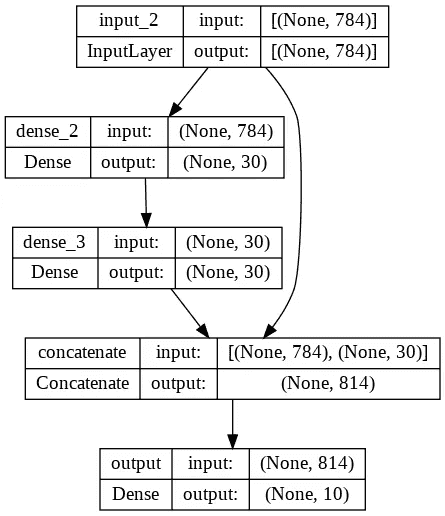 input_2 input: [(None, 784)]
InputLayer output: [(None, 784)]
dense_2 input: (None, 784)
Dense output: (None, 30)
dense_3 input: (None, 30)
Dense output: (None, 30)
concatenate input: [(None, 784), (None, 30)]
Concatenate output: (None, 814)
output input: (None, 814)
Dense output: (None, 10)